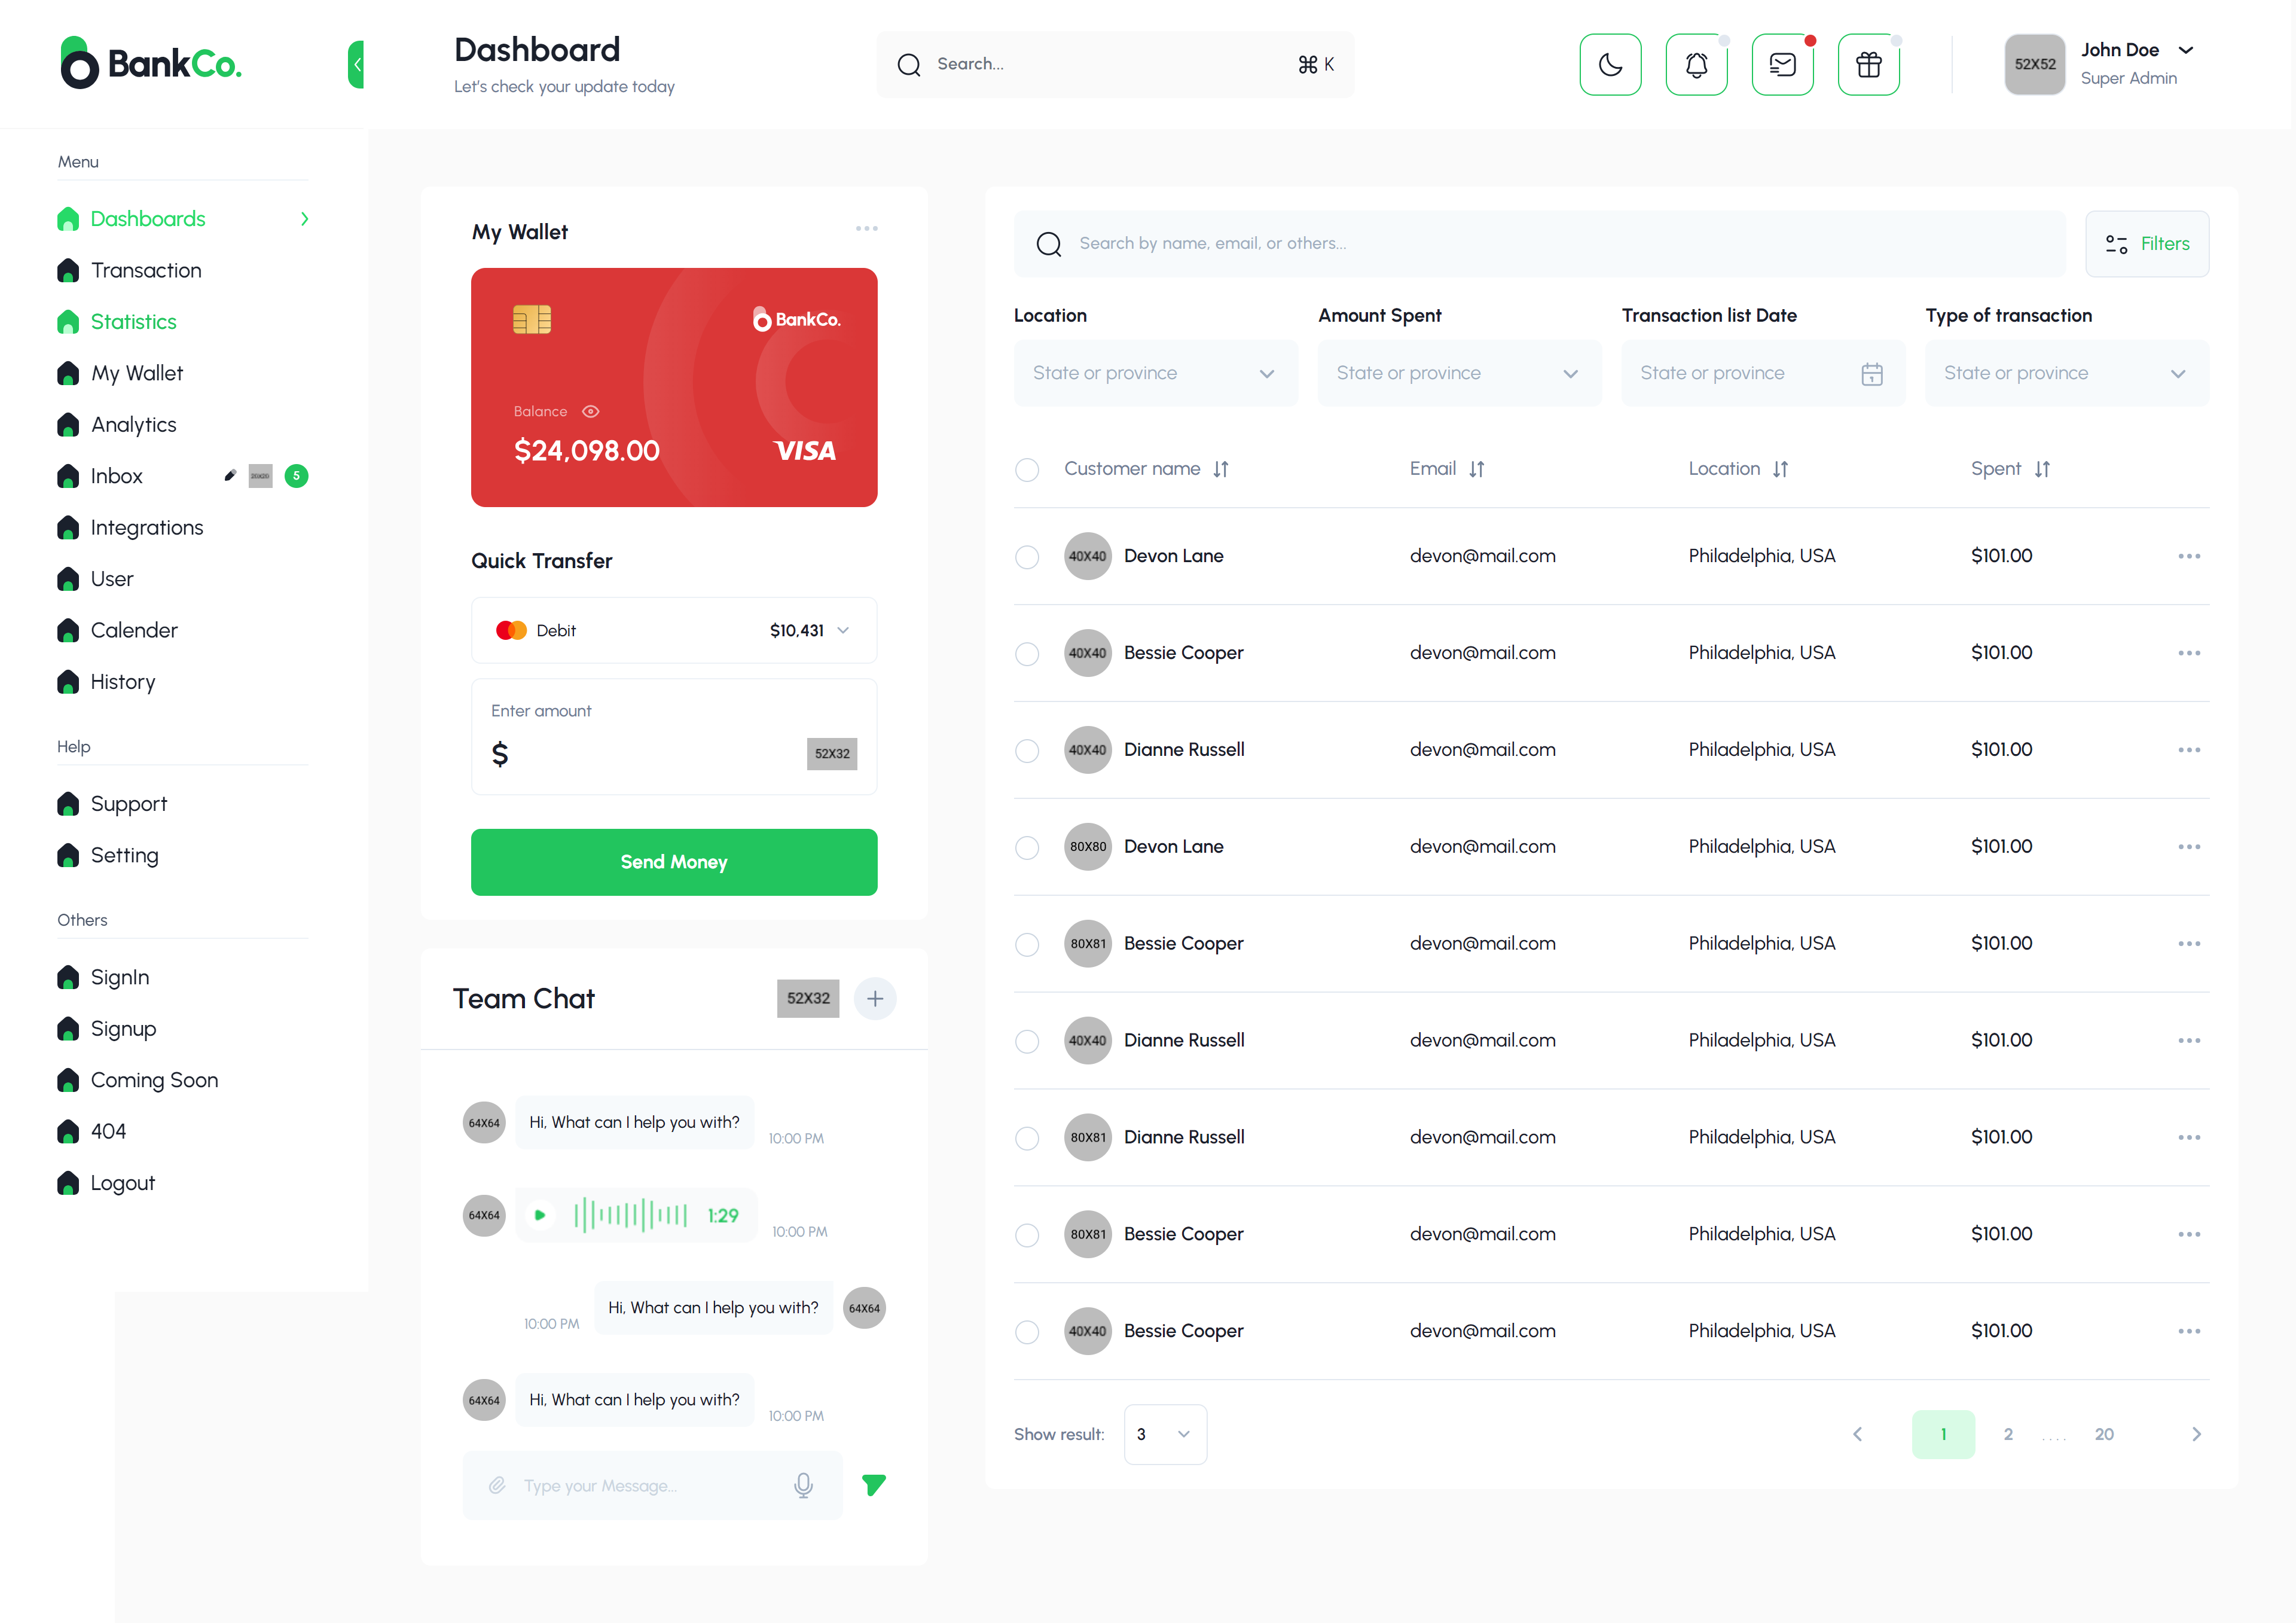 BankCo.
Dashboard
Let's check your update today
Search...
⌘ K
52X52
John Doe
Super Admin
Menu
Dashboards
Transaction
Statistics
My Wallet
Analytics
Inbox
5
Integrations
User
Calender
History
Help
Support
Setting
Others
SignIn
Signup
Coming Soon
404
Logout
My Wallet
BankCo.
Balance
$24,098.00
VISA
Quick Transfer
Debit $10,431
Enter amount
$
52X32
Send Money
Team Chat
52X32
64X64 Hi, What can I help you with? 10:00 PM
64X64 1:29 10:00 PM
10:00 PM Hi, What can I help you with? 64X64
64X64 Hi, What can I help you with? 10:00 PM
Type your Message...
Search by name, email, or others...
Filters
Location Amount Spent Transaction list Date Type of transaction
State or province State or province State or province State or province
Customer name Email Location Spent
40X40 Devon Lane devon@mail.com Philadelphia, USA $101.00
40X40 Bessie Cooper devon@mail.com Philadelphia, USA $101.00
40X40 Dianne Russell devon@mail.com Philadelphia, USA $101.00
80X80 Devon Lane devon@mail.com Philadelphia, USA $101.00
80X81 Bessie Cooper devon@mail.com Philadelphia, USA $101.00
40X40 Dianne Russell devon@mail.com Philadelphia, USA $101.00
80X81 Dianne Russell devon@mail.com Philadelphia, USA $101.00
80X81 Bessie Cooper devon@mail.com Philadelphia, USA $101.00
40X40 Bessie Cooper devon@mail.com Philadelphia, USA $101.00
Show result: 3
1 2 .... 20